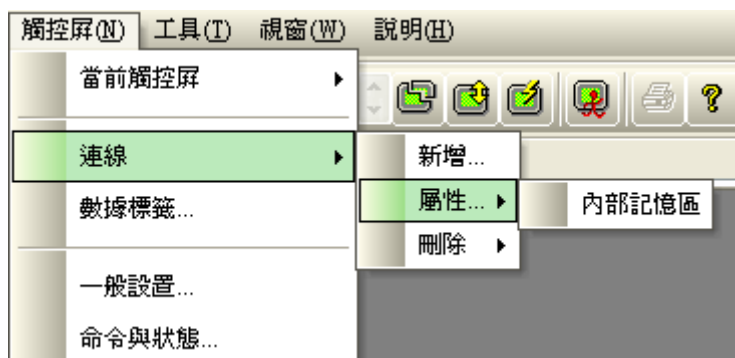 觸控屏(N) 工具(T) 視窗(W) 說明(H)
當前觸控屏
連線
數據標籤...
一般設置...
命令與狀態...
新增...
屬性...
刪除
內部記憶區